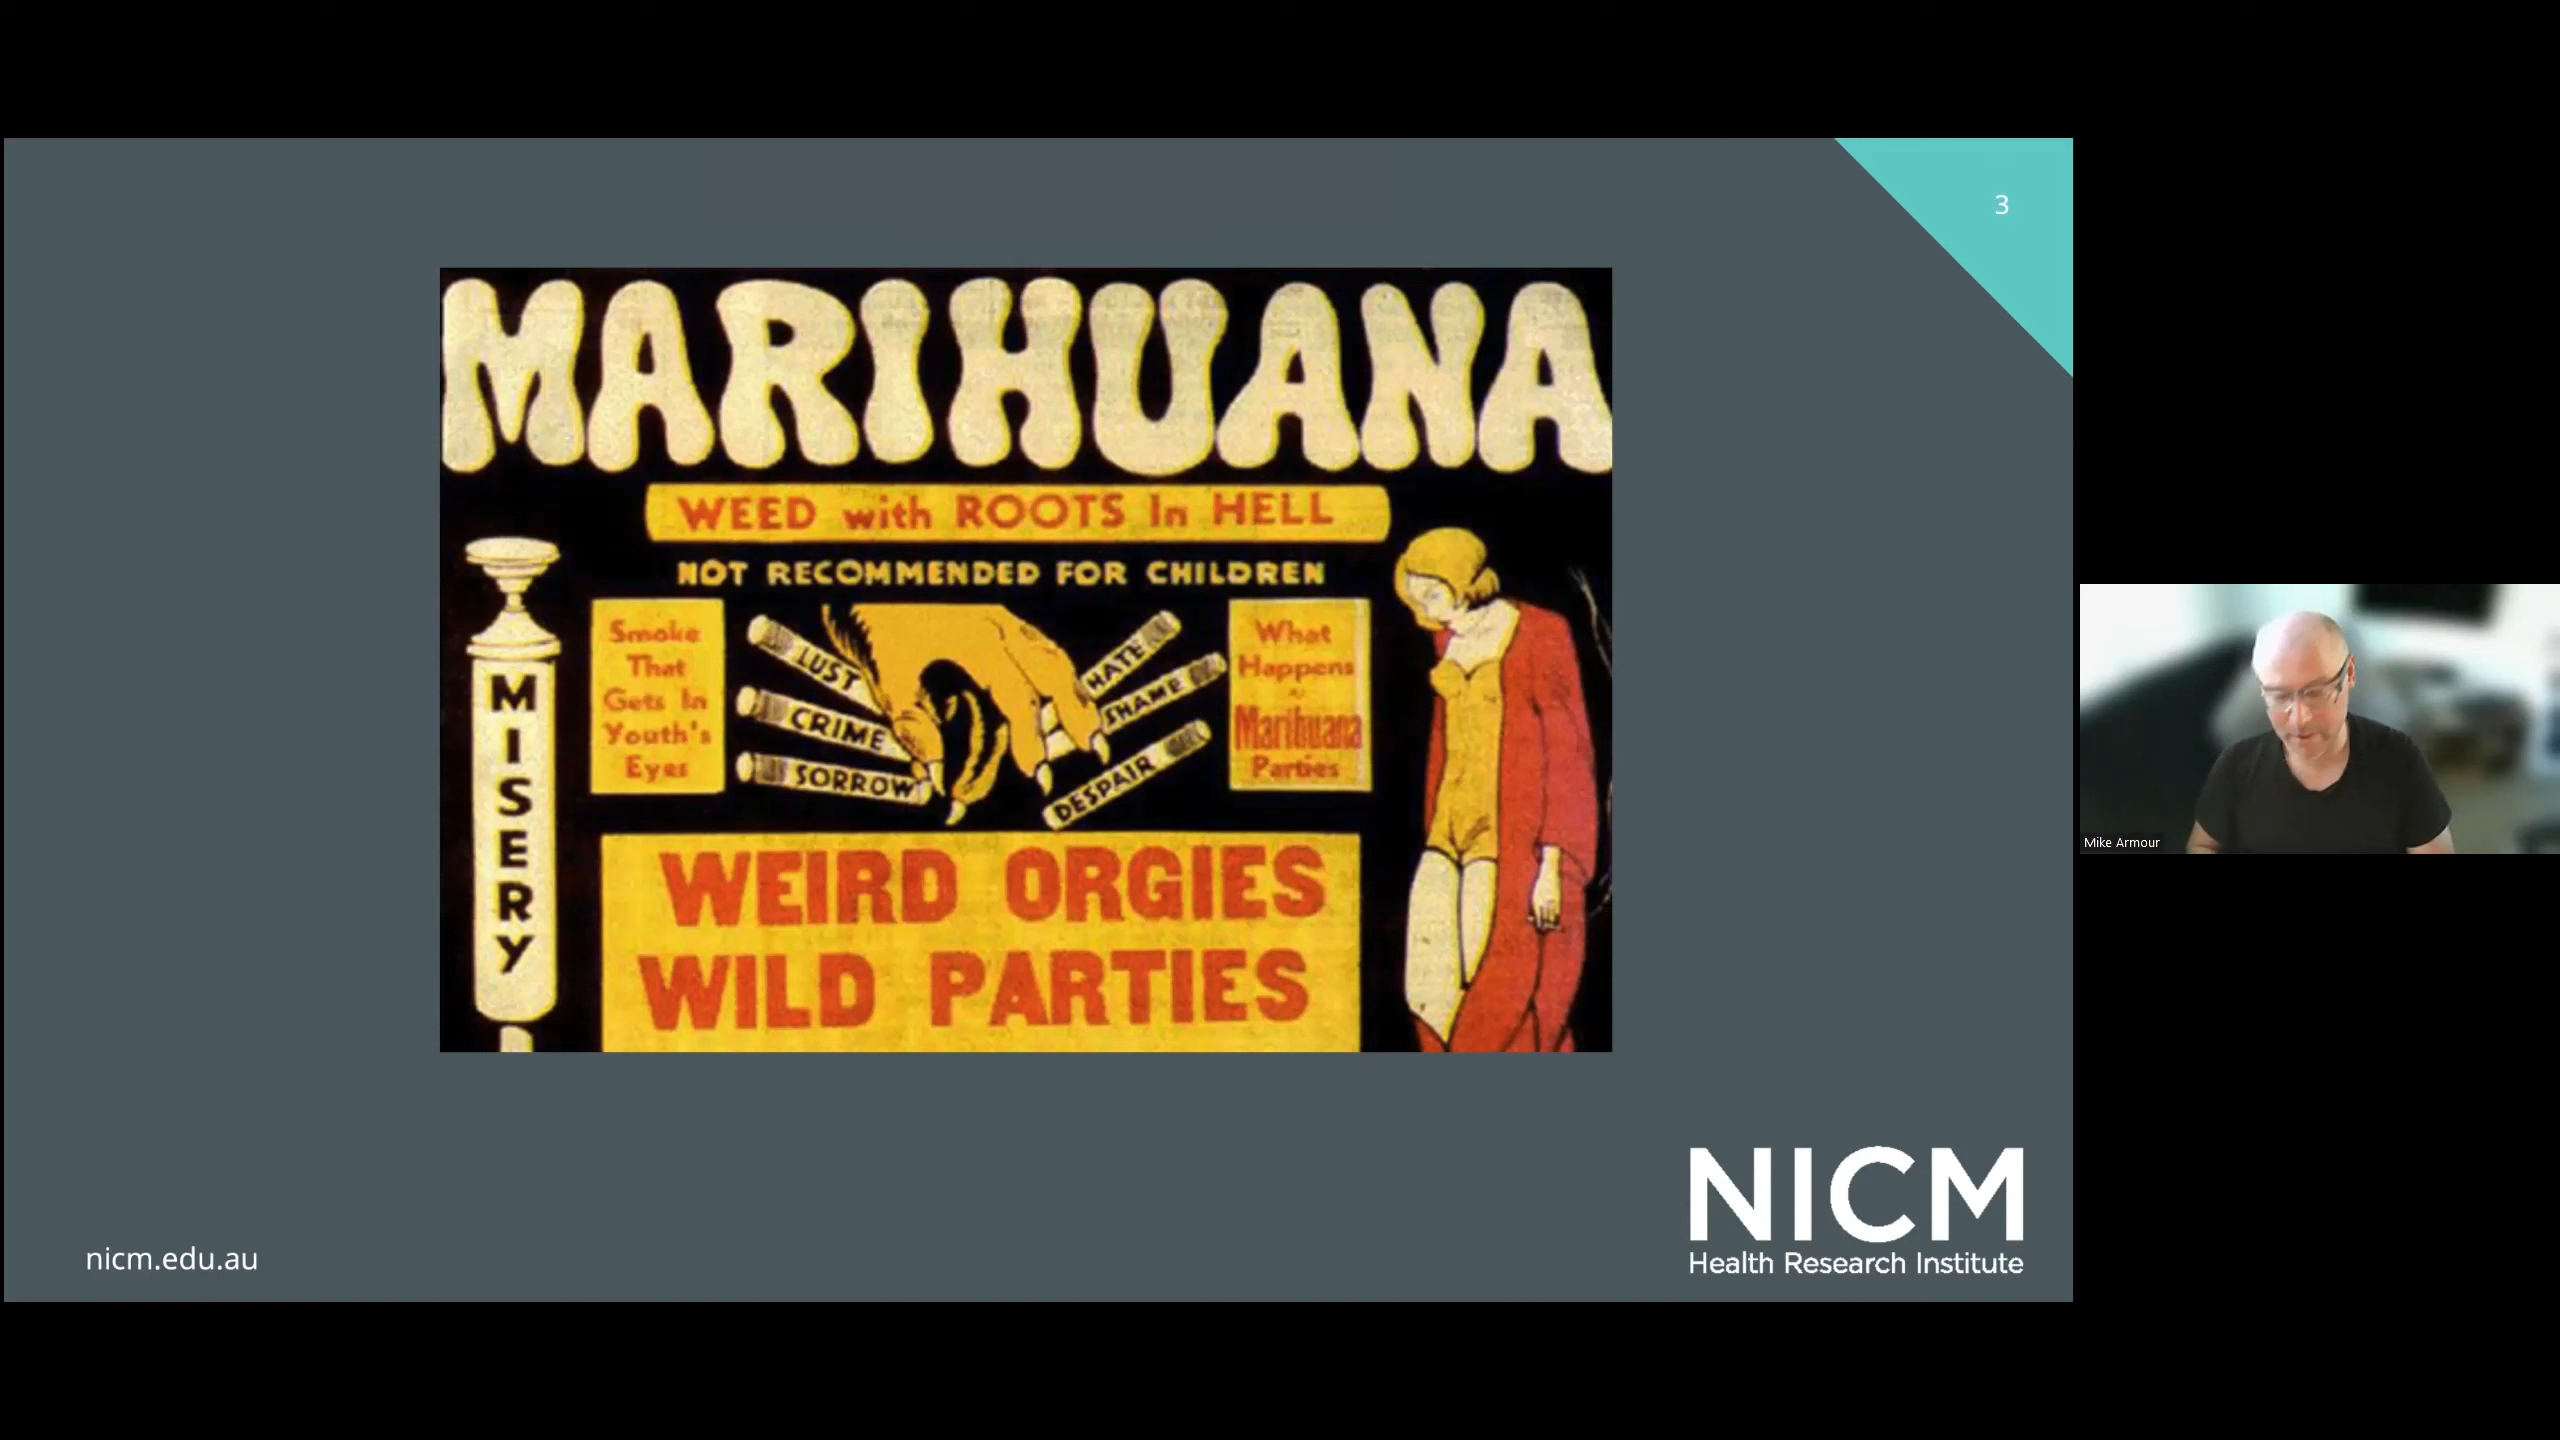 3
MARIHUANA
WEED with ROOTS In HELL
NOT RECOMMENDED FOR CHILDREN
MISERY
Smoke
That
Gets In
Youth's
Eyes
LUST
CRIME
SORROW
HATE
SHAME
DESPAIR
What
Happens
Marihuana
Parties
WEIRD ORGIES
WILD PARTIES
Mike Armour
nicm.edu.au
NICM
Health Research Institute